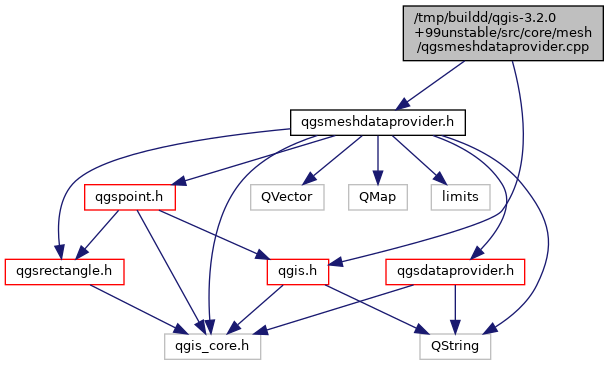 /tmp/buildd/qgis-3.2.0
+99unstable/src/core/mesh
/qgsmeshdataprovider.cpp
qgsmeshdataprovider.h
qgspoint.h
QVector
QMap
limits
qgsrectangle.h
qgis.h
qgsdataprovider.h
qgis_core.h
QString